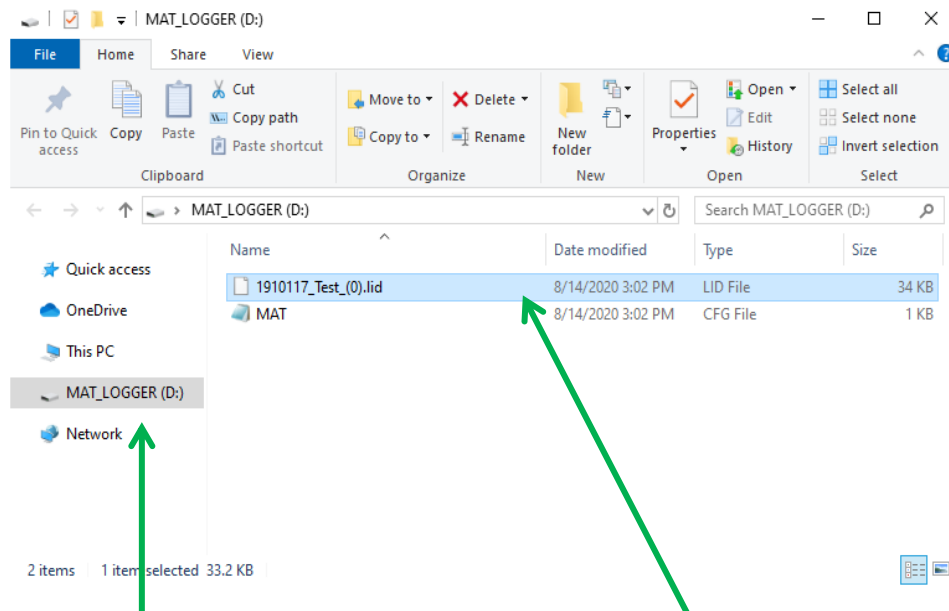 MAT_LOGGER (D:)
File Home Share View
Pin to Quick access
Copy
Paste
Cut
Copy path
Paste shortcut
Clipboard
Move to
Copy to
Delete
Rename
Organize
New folder
New
Properties
Open
Edit
History
Open
Select all
Select none
Invert selection
Select
MAT_LOGGER (D:)
Search MAT_LOGGER (D:)
Quick access
OneDrive
This PC
MAT_LOGGER (D:)
Network
Name Date modified Type Size
1910117_Test_(0).lid 8/14/2020 3:02 PM LID File 34 KB
MAT 8/14/2020 3:02 PM CFG File 1 KB
2 items 1 item selected 33.2 KB